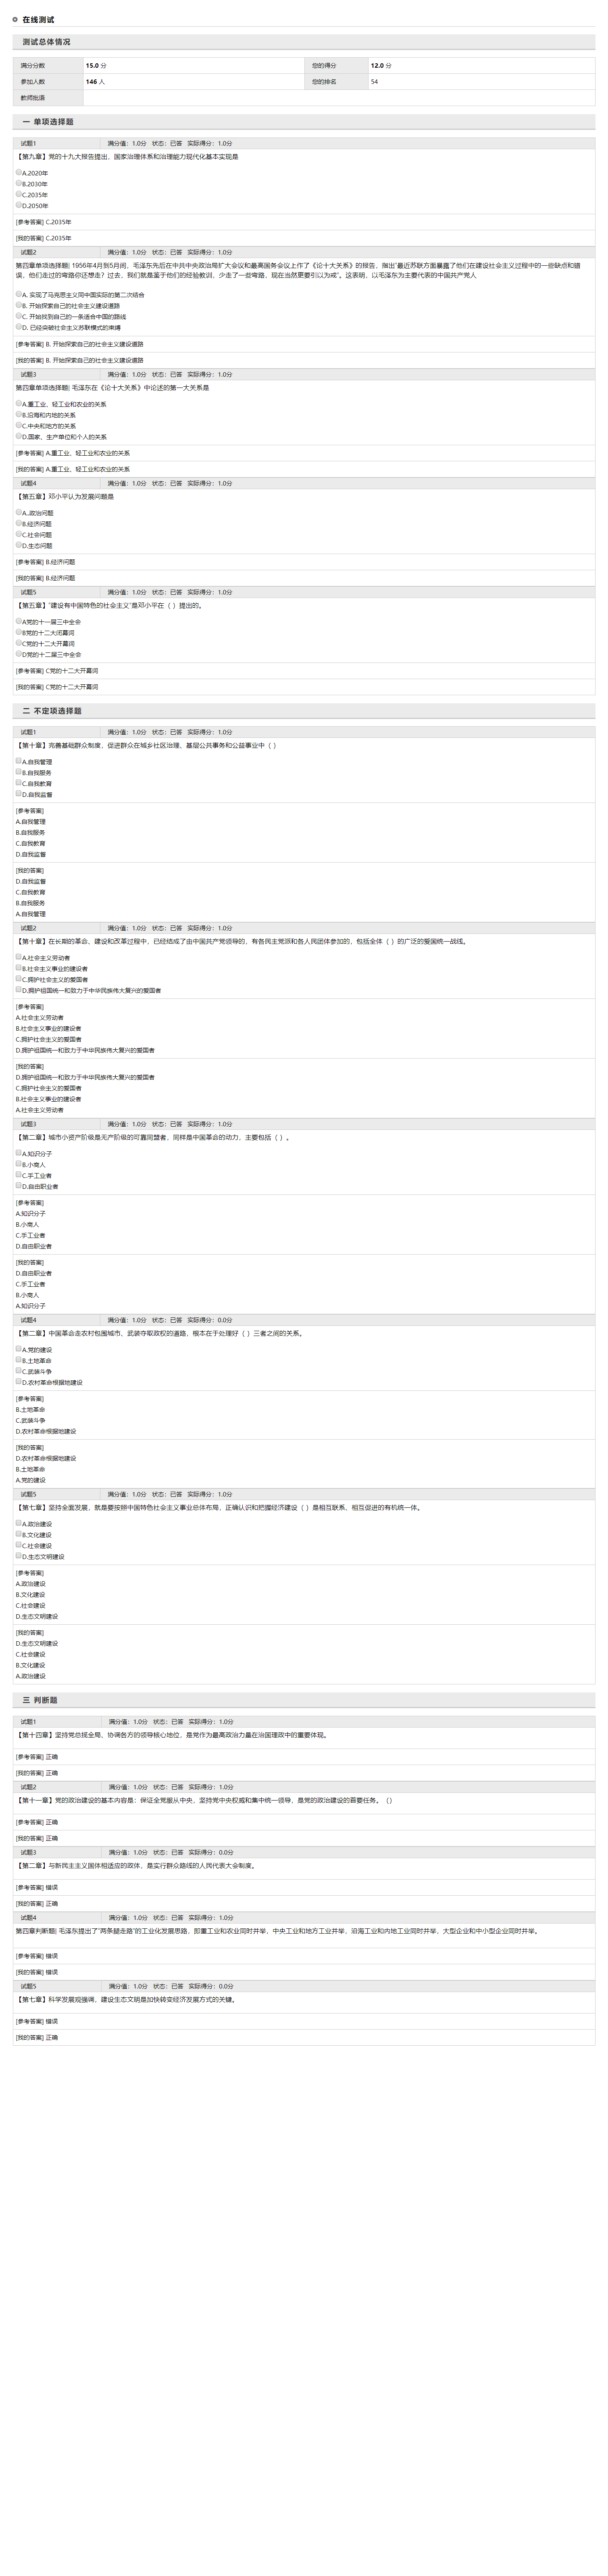 在线测试
测试总体情况
满分分数 15.0 分 您的得分 12.0 分
参加人数 146 人 您的排名 54
教师批语
一 单项选择题
试题1 满分值：1.0分 状态：已答 实际得分：1.0分
【第九章】党的十九大报告提出，国家治理体系和治理能力现代化基本实现是
A.2020年
B.2030年
C.2035年
D.2050年
[参考答案] C.2035年
[我的答案] C.2035年
试题2 满分值：1.0分 状态：已答 实际得分：1.0分
第四章单项选择题| 1956年4月到5月间，毛泽东先后在中共中央政治局扩大会议和最高国务会议上作了《论十大关系》的报告，指出“最近苏联方面暴露了他们在建设社会主义过程中的一些缺点和错
误，他们走过的弯路你还想走？过去，我们就是鉴于他们的经验教训，少走了一些弯路，现在当然更要引以为戒”。这表明，以毛泽东为主要代表的中国共产党人
A. 实现了马克思主义同中国实际的第二次结合
B. 开始探索自己的社会主义建设道路
C. 开始找到自己的一条适合中国的路线
D. 已经突破社会主义苏联模式的束缚
[参考答案] B. 开始探索自己的社会主义建设道路
[我的答案] B. 开始探索自己的社会主义建设道路
试题3 满分值：1.0分 状态：已答 实际得分：1.0分
第四章单项选择题| 毛泽东在《论十大关系》中论述的第一大关系是
A.重工业、轻工业和农业的关系
B.沿海和内地的关系
C.中央和地方的关系
D.国家、生产单位和个人的关系
[参考答案] A.重工业、轻工业和农业的关系
[我的答案] A.重工业、轻工业和农业的关系
试题4 满分值：1.0分 状态：已答 实际得分：1.0分
【第五章】邓小平认为发展问题是
A..政治问题
B.经济问题
C.社会问题
D.生态问题
[参考答案] B.经济问题
[我的答案] B.经济问题
试题5 满分值：1.0分 状态：已答 实际得分：1.0分
【第五章】“建设有中国特色的社会主义”是邓小平在（ ）提出的。
A党的十一届三中全会
B党的十二大闭幕词
C党的十二大开幕词
D党的十二届三中全会
[参考答案] C党的十二大开幕词
[我的答案] C党的十二大开幕词
二 不定项选择题
试题1 满分值：1.0分 状态：已答 实际得分：1.0分
【第十章】完善基础群众制度，促进群众在城乡社区治理、基层公共事务和公益事业中（ ）
A.自我管理
B.自我服务
C.自我教育
D.自我监督
[参考答案]
A.自我管理
B.自我服务
C.自我教育
D.自我监督
[我的答案]
D.自我监督
C.自我教育
B.自我服务
A.自我管理
试题2 满分值：1.0分 状态：已答 实际得分：1.0分
【第十章】在长期的革命、建设和改革过程中，已经结成了由中国共产党领导的，有各民主党派和各人民团体参加的，包括全体（ ）的广泛的爱国统一战线。
A.社会主义劳动者
B.社会主义事业的建设者
C.拥护社会主义的爱国者
D.拥护祖国统一和致力于中华民族伟大复兴的爱国者
[参考答案]
A.社会主义劳动者
B.社会主义事业的建设者
C.拥护社会主义的爱国者
D.拥护祖国统一和致力于中华民族伟大复兴的爱国者
[我的答案]
D.拥护祖国统一和致力于中华民族伟大复兴的爱国者
C.拥护社会主义的爱国者
B.社会主义事业的建设者
A.社会主义劳动者
试题3 满分值：1.0分 状态：已答 实际得分：1.0分
【第二章】城市小资产阶级是无产阶级的可靠同盟者，同样是中国革命的动力，主要包括（ ）。
A.知识分子
B.小商人
C.手工业者
D.自由职业者
[参考答案]
A.知识分子
B.小商人
C.手工业者
D.自由职业者
[我的答案]
D.自由职业者
C.手工业者
B.小商人
A.知识分子
试题4 满分值：1.0分 状态：已答 实际得分：0.0分
【第二章】中国革命走农村包围城市、武装夺取政权的道路，根本在于处理好（ ）三者之间的关系。
A.党的建设
B.土地革命
C.武装斗争
D.农村革命根据地建设
[参考答案]
B.土地革命
C.武装斗争
D.农村革命根据地建设
[我的答案]
D.农村革命根据地建设
B.土地革命
A.党的建设
试题5 满分值：1.0分 状态：已答 实际得分：1.0分
【第七章】坚持全面发展，就是要按照中国特色社会主义事业总体布局，正确认识和把握经济建设（ ）是相互联系、相互促进的有机统一体。
A.政治建设
B.文化建设
C.社会建设
D.生态文明建设
[参考答案]
A.政治建设
B.文化建设
C.社会建设
D.生态文明建设
[我的答案]
D.生态文明建设
C.社会建设
B.文化建设
A.政治建设
三 判断题
试题1 满分值：1.0分 状态：已答 实际得分：1.0分
【第十四章】坚持党总揽全局、协调各方的领导核心地位，是党作为最高政治力量在治国理政中的重要体现。
[参考答案] 正确
[我的答案] 正确
试题2 满分值：1.0分 状态：已答 实际得分：1.0分
【第十一章】党的政治建设的基本内容是：保证全党服从中央，坚持党中央权威和集中统一领导，是党的政治建设的首要任务。（）
[参考答案] 正确
[我的答案] 正确
试题3 满分值：1.0分 状态：已答 实际得分：0.0分
【第二章】与新民主主义国体相适应的政体，是实行群众路线的人民代表大会制度。
[参考答案] 错误
[我的答案] 正确
试题4 满分值：1.0分 状态：已答 实际得分：1.0分
第四章判断题| 毛泽东提出了“两条腿走路”的工业化发展思路，即重工业和农业同时并举，中央工业和地方工业并举，沿海工业和内地工业同时并举，大型企业和中小型企业同时并举。
[参考答案] 错误
[我的答案] 错误
试题5 满分值：1.0分 状态：已答 实际得分：0.0分
【第七章】科学发展观强调，建设生态文明是加快转变经济发展方式的关键。
[参考答案] 错误
[我的答案] 正确